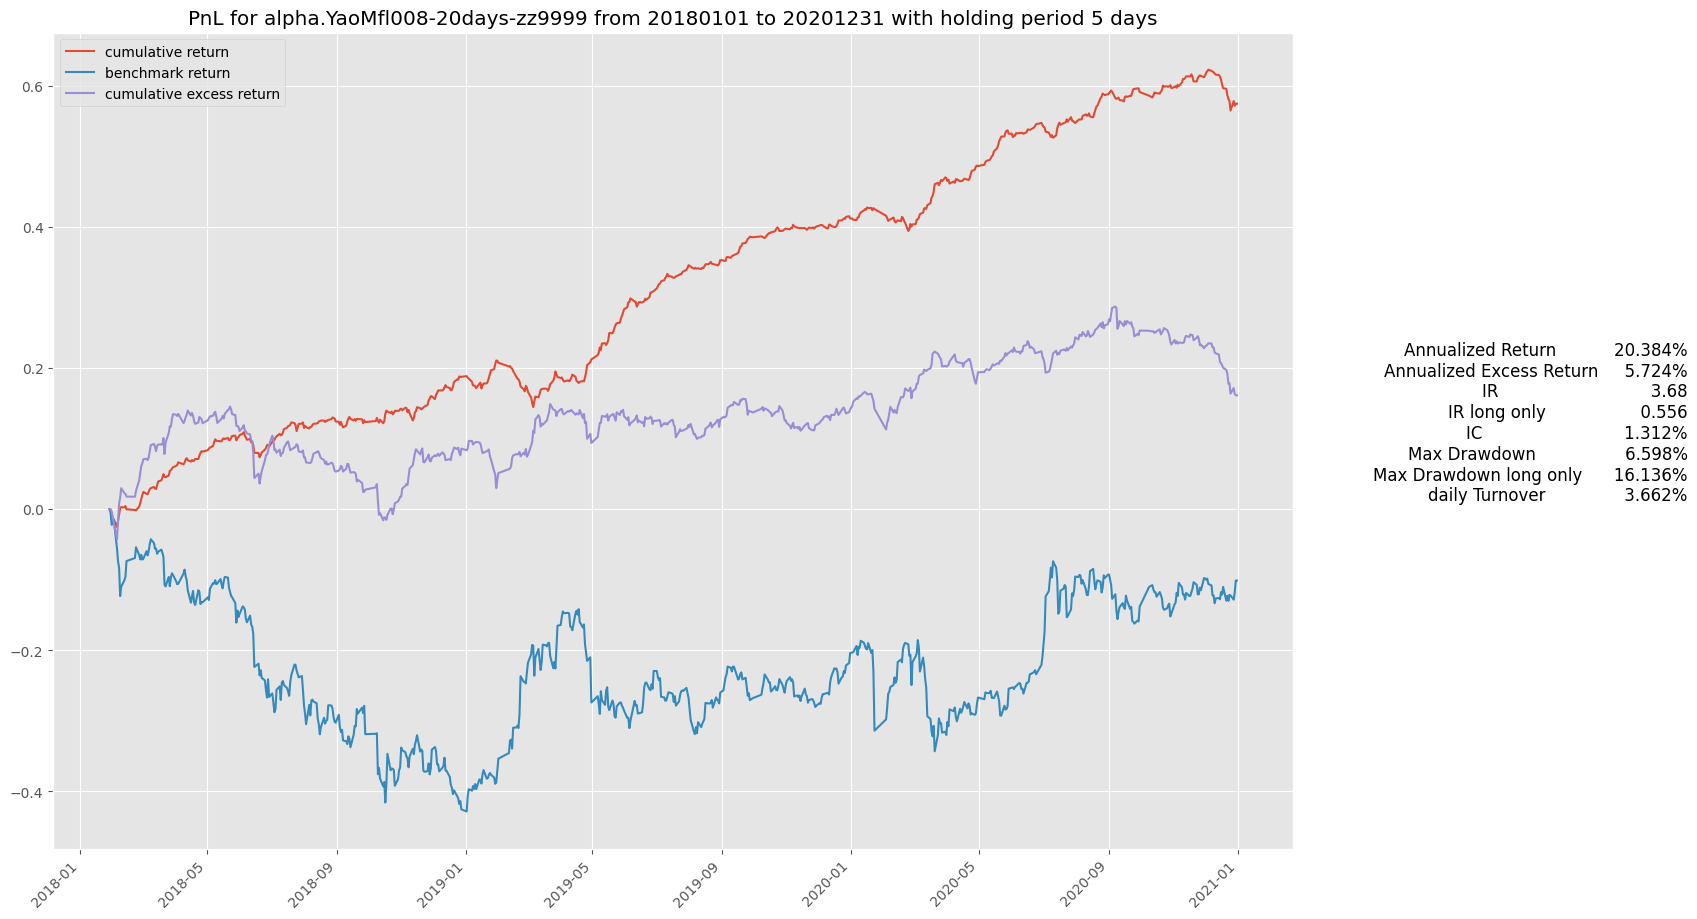 PnL for alpha.YaoMfl008-20days-zz9999 from 20180101 to 20201231 with holding period 5 days
cumulative return
benchmark return
cumulative excess return
0.6
0.4
0.2
0.0
−0.2
−0.4
2018-01
2018-05
2018-09
2019-01
2019-05
2019-09
2020-01
2020-05
2020-09
2021-01
Annualized Return 20.384%
Annualized Excess Return 5.724%
IR 3.68
IR long only 0.556
IC 1.312%
Max Drawdown 6.598%
Max Drawdown long only 16.136%
daily Turnover 3.662%